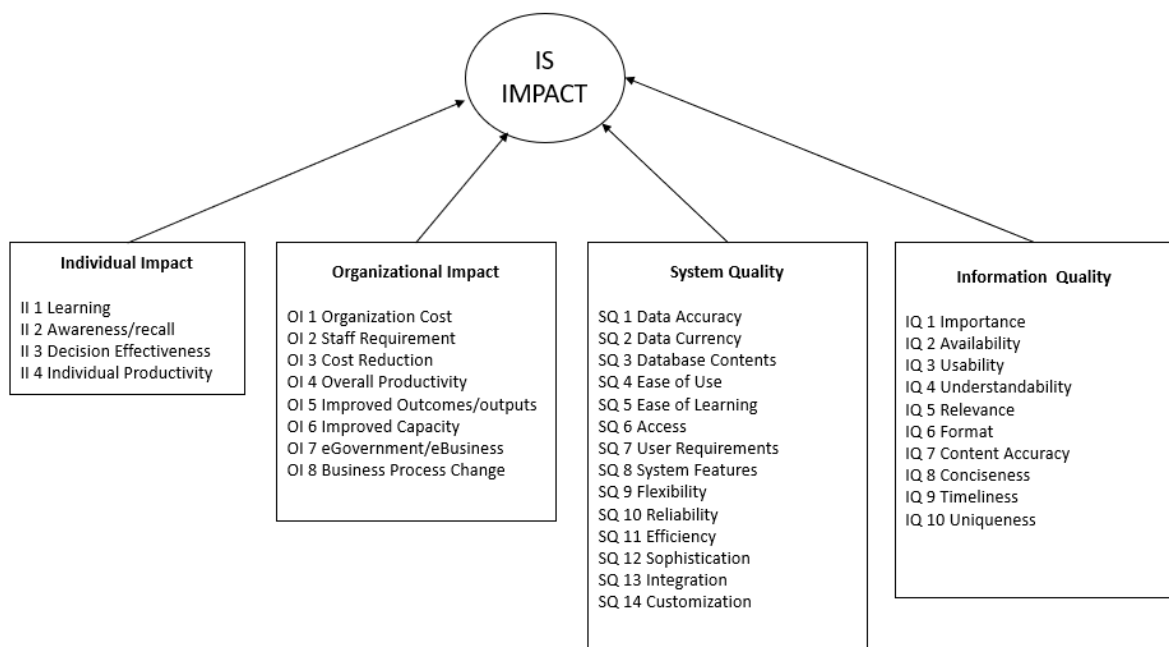 IS
IMPACT
Individual Impact
II 1 Learning
II 2 Awareness/recall
II 3 Decision Effectiveness
II 4 Individual Productivity
Organizational Impact
OI 1 Organization Cost
OI 2 Staff Requirement
OI 3 Cost Reduction
OI 4 Overall Productivity
OI 5 Improved Outcomes/outputs
OI 6 Improved Capacity
OI 7 eGovernment/eBusiness
OI 8 Business Process Change
System Quality
SQ 1 Data Accuracy
SQ 2 Data Currency
SQ 3 Database Contents
SQ 4 Ease of Use
SQ 5 Ease of Learning
SQ 6 Access
SQ 7 User Requirements
SQ 8 System Features
SQ 9 Flexibility
SQ 10 Reliability
SQ 11 Efficiency
SQ 12 Sophistication
SQ 13 Integration
SQ 14 Customization
Information Quality
IQ 1 Importance
IQ 2 Availability
IQ 3 Usability
IQ 4 Understandability
IQ 5 Relevance
IQ 6 Format
IQ 7 Content Accuracy
IQ 8 Conciseness
IQ 9 Timeliness
IQ 10 Uniqueness